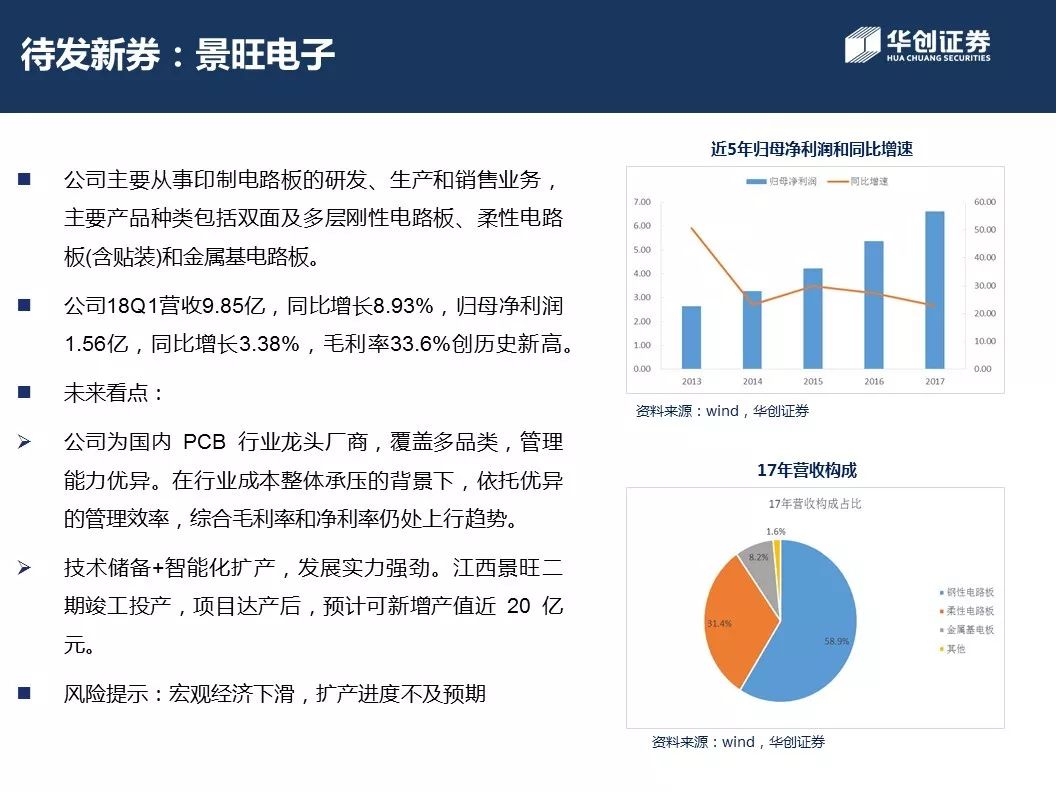 待发新券：景旺电子
华创证券
HUA CHUANG SECURITIES
■ 公司主要从事印制电路板的研发、生产和销售业务，
主要产品种类包括双面及多层刚性电路板、柔性电路
板(含贴装)和金属基电路板。
■ 公司18Q1营收9.85亿，同比增长8.93%，归母净利润
1.56亿，同比增长3.38%，毛利率33.6%创历史新高。
■ 未来看点：
➢ 公司为国内 PCB 行业龙头厂商，覆盖多品类，管理
能力优异。在行业成本整体承压的背景下，依托优异
的管理效率，综合毛利率和净利率仍处上行趋势。
➢ 技术储备+智能化扩产，发展实力强劲。江西景旺二
期竣工投产，项目达产后，预计可新增产值近 20 亿
元。
■ 风险提示：宏观经济下滑，扩产进度不及预期
近5年归母净利润和同比增速
归母净利润 同比增速
7.00 60.00
6.00 50.00
5.00 40.00
4.00 30.00
3.00 20.00
2.00 10.00
1.00 0.00
0.00
2013 2014 2015 2016 2017
资料来源：wind，华创证券
17年营收构成
17年营收构成占比
1.6%
8.2%
31.4%
58.9%
钢性电路板
柔性电路板
金属基电板
其他
资料来源：wind，华创证券